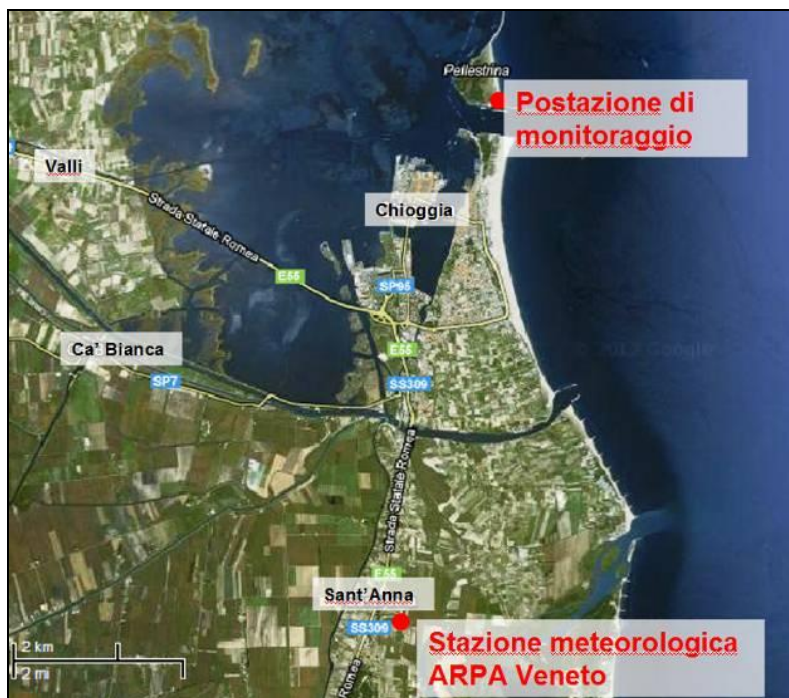 Pellestrina
Postazione di
monitoraggio
Valli
Strada Statale Romea
Chioggia
E55
SP95
Ca' Bianca
E55
SP7
SS309
Strada Statale Romea
E55
Sant'Anna
SS309
Stazione meteorologica
ARPA Veneto
2 km
2 mi
Romea